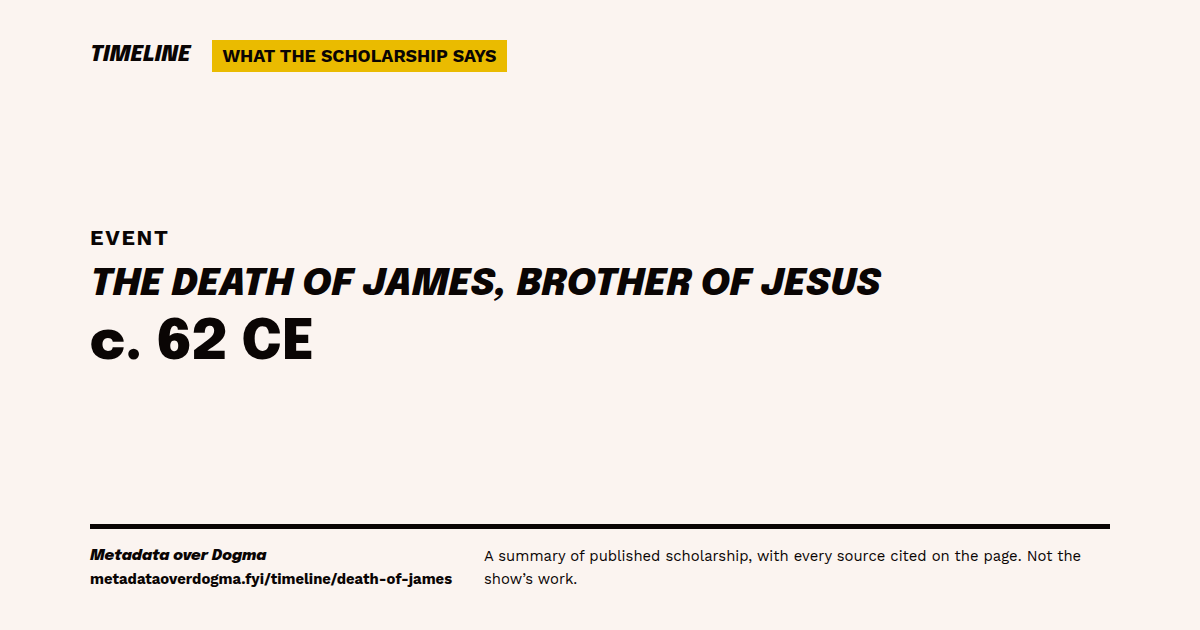 TIMELINE
WHAT THE SCHOLARSHIP SAYS
EVENT
THE DEATH OF JAMES, BROTHER OF JESUS
c. 62 CE
Metadata over Dogma
metadataoverdogma.fyi/timeline/death-of-james
A summary of published scholarship, with every source cited on the page. Not the
show’s work.